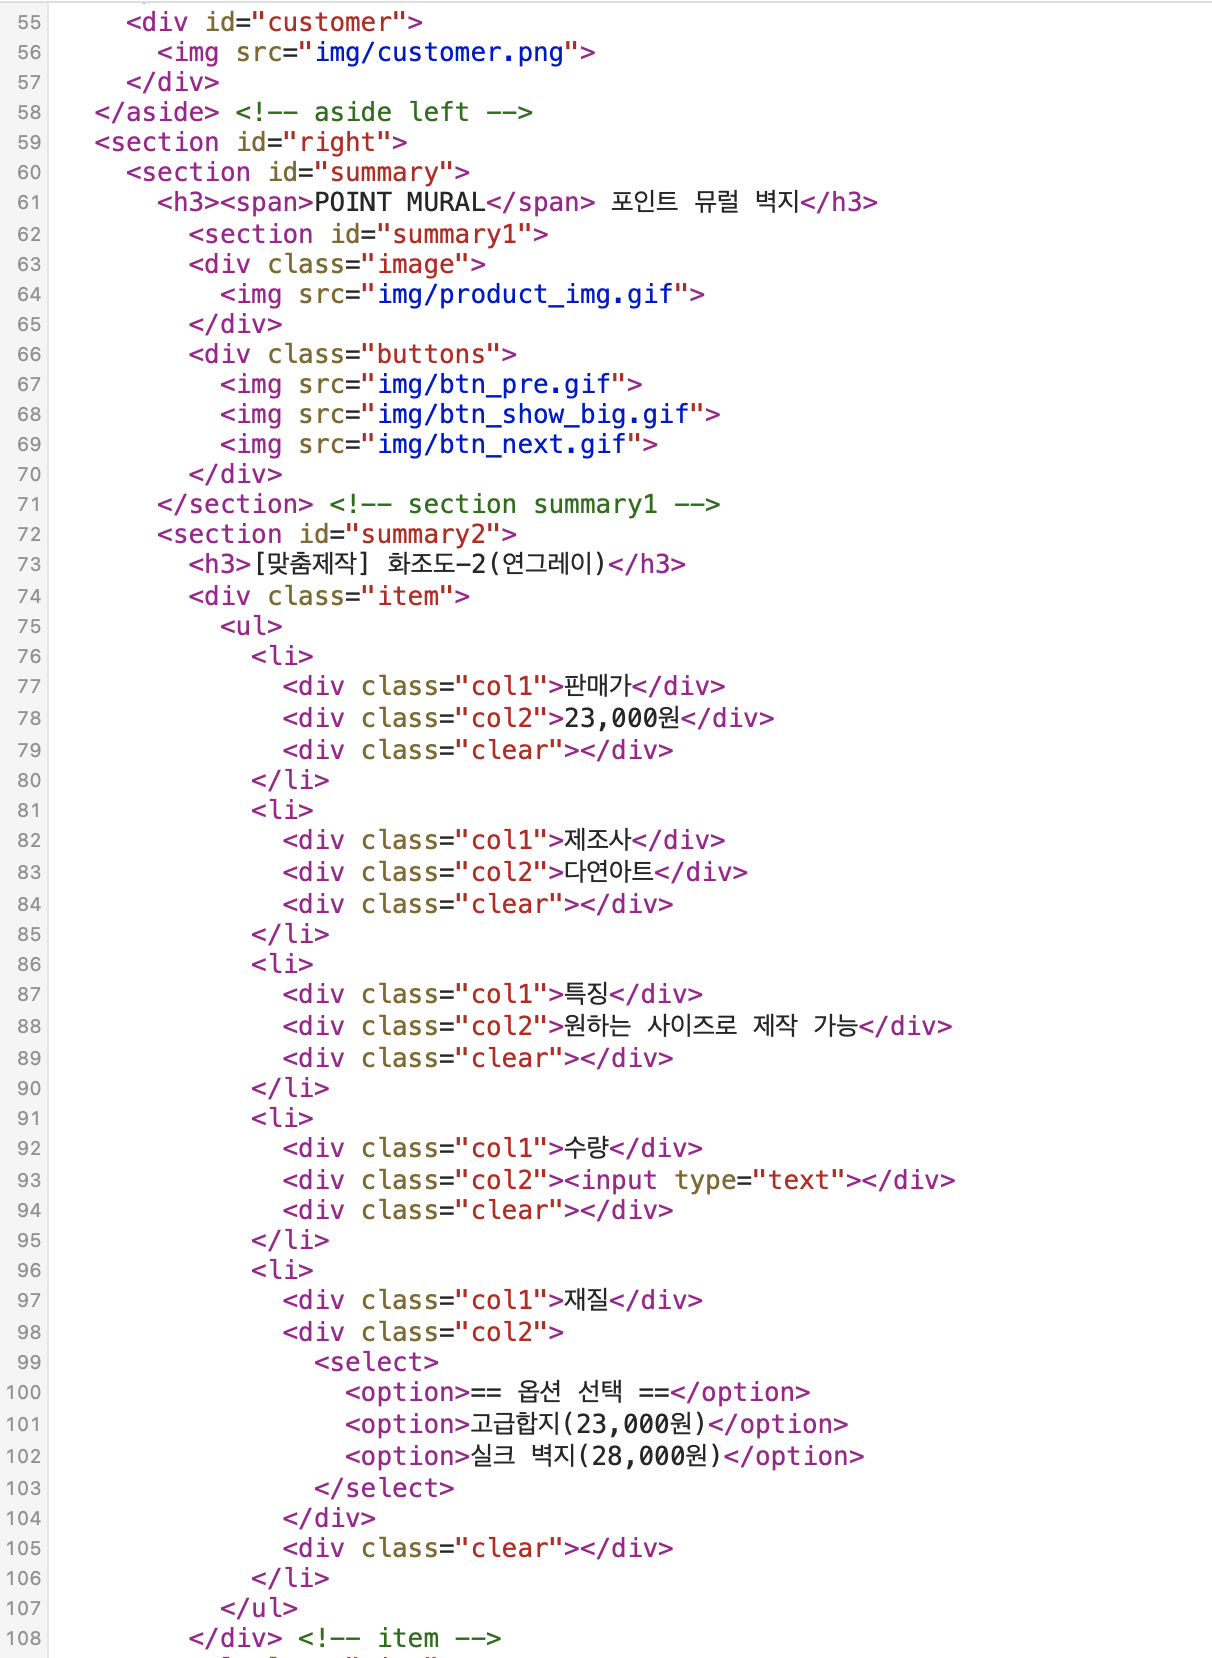 55 <div id="customer">
56 <img src="img/customer.png">
57 </div>
58 </aside> <!-- aside left -->
59 <section id="right">
60 <section id="summary">
61 <h3><span>POINT MURAL</span> 포인트 뮤럴 벽지</h3>
62 <section id="summary1">
63 <div class="image">
64 <img src="img/product_img.gif">
65 </div>
66 <div class="buttons">
67 <img src="img/btn_pre.gif">
68 <img src="img/btn_show_big.gif">
69 <img src="img/btn_next.gif">
70 </div>
71 </section> <!-- section summary1 -->
72 <section id="summary2">
73 <h3>[맞춤제작] 화조도-2(연그레이)</h3>
74 <div class="item">
75 <ul>
76 <li>
77 <div class="col1">판매가</div>
78 <div class="col2">23,000원</div>
79 <div class="clear"></div>
80 </li>
81 <li>
82 <div class="col1">제조사</div>
83 <div class="col2">다연아트</div>
84 <div class="clear"></div>
85 </li>
86 <li>
87 <div class="col1">특징</div>
88 <div class="col2">원하는 사이즈로 제작 가능</div>
89 <div class="clear"></div>
90 </li>
91 <li>
92 <div class="col1">수량</div>
93 <div class="col2"><input type="text"></div>
94 <div class="clear"></div>
95 </li>
96 <li>
97 <div class="col1">재질</div>
98 <div class="col2">
99 <select>
100 <option>== 옵션 선택 ==</option>
101 <option>고급합지(23,000원)</option>
102 <option>실크 벽지(28,000원)</option>
103 </select>
104 </div>
105 <div class="clear"></div>
106 </li>
107 </ul>
108 </div> <!-- item -->